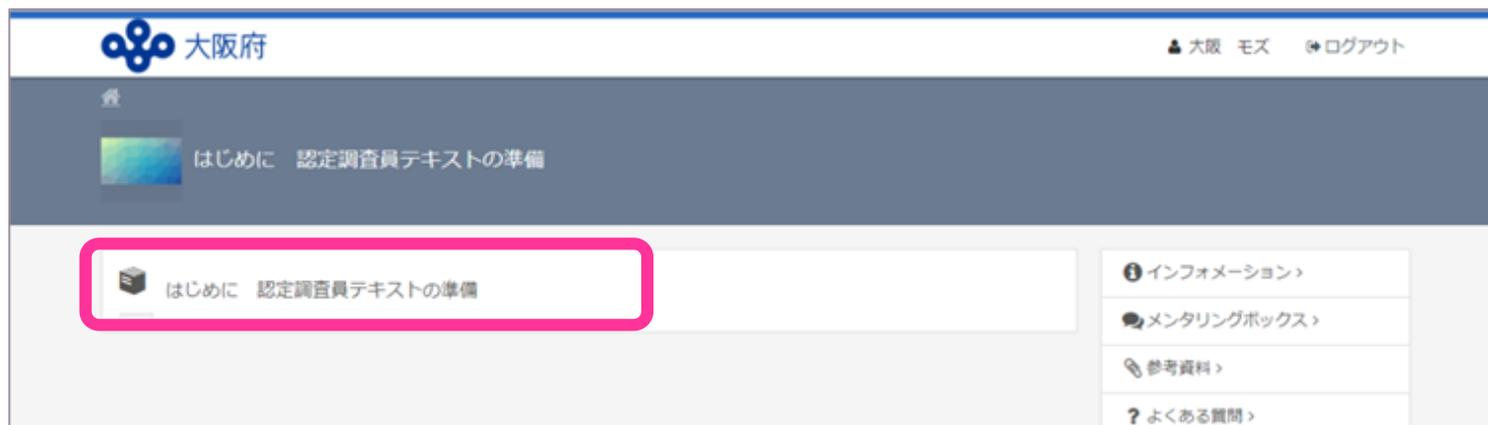 大阪府
大阪 モズ ログアウト
はじめに 認定調査員テキストの準備
はじめに 認定調査員テキストの準備
インフォメーション >
メンタリングボックス >
参考資料 >
? よくある質問 >